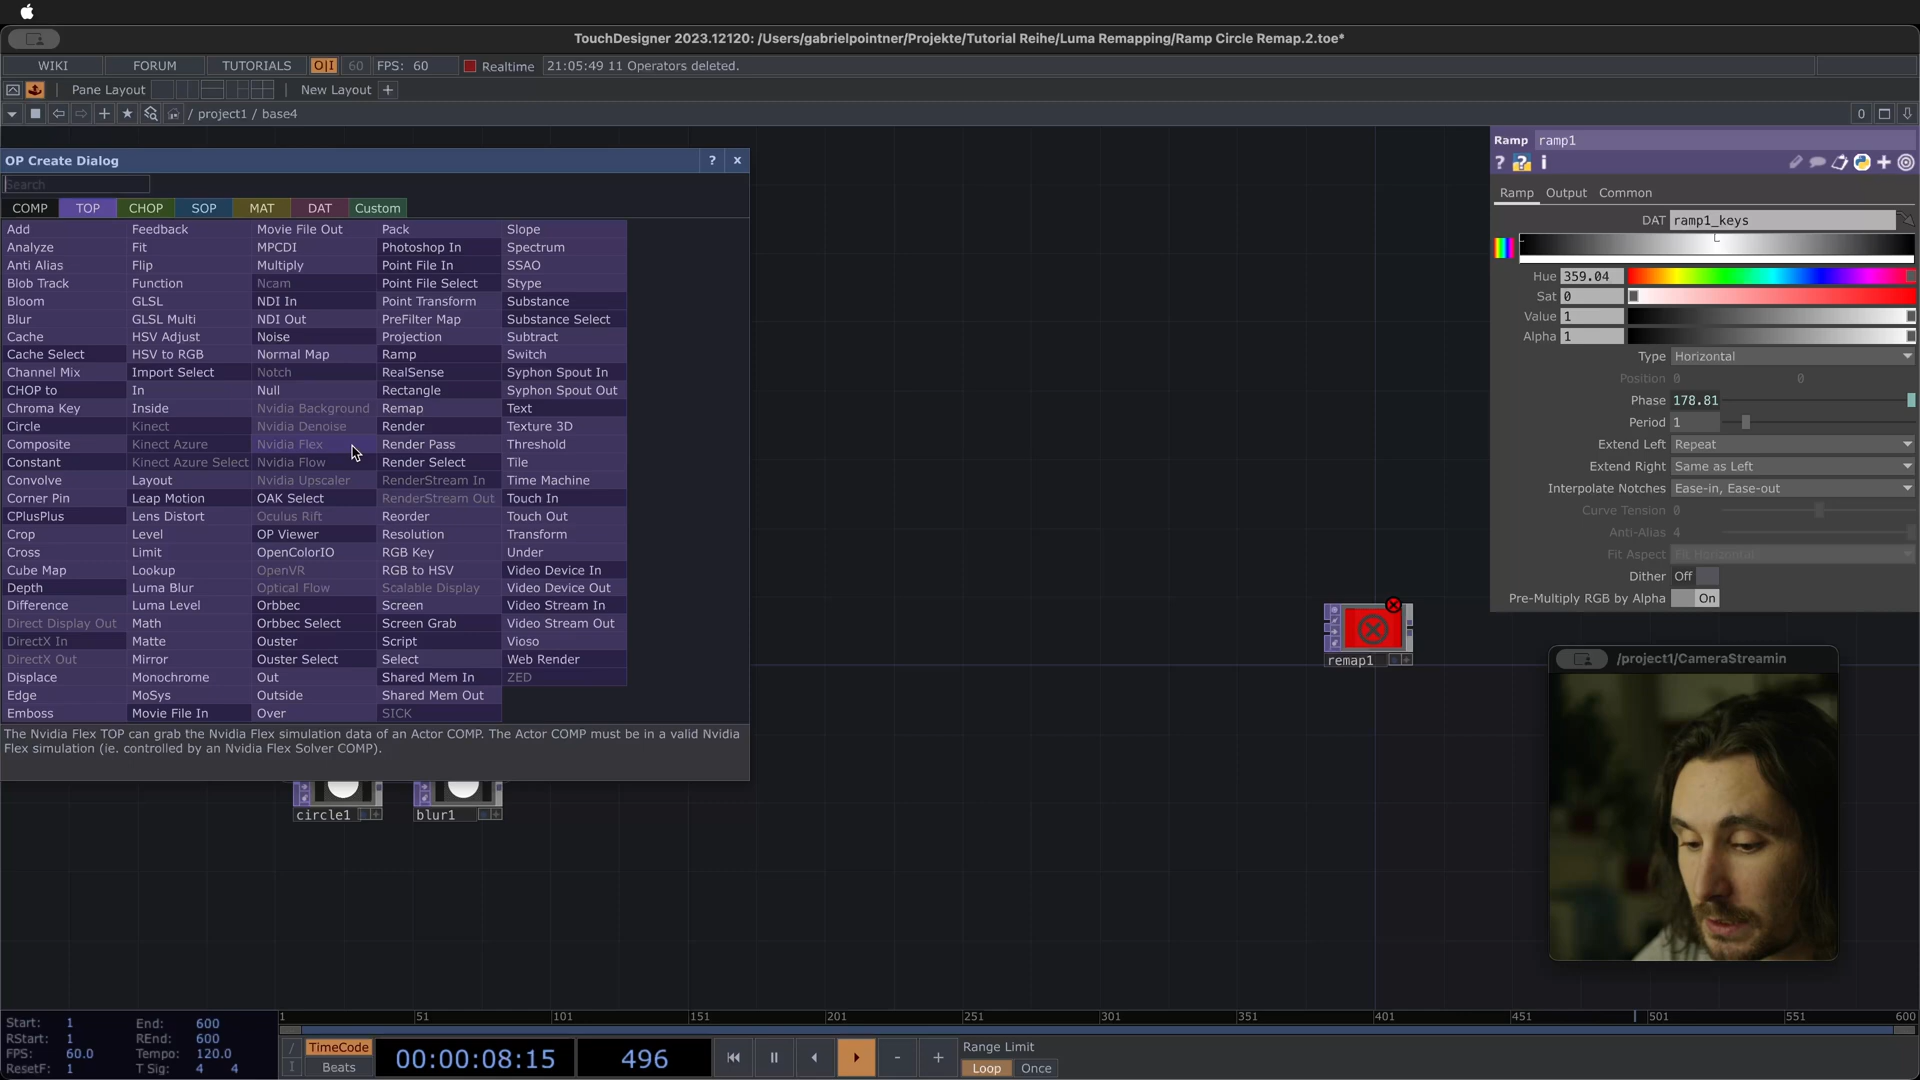 TouchDesigner 2023.12120: /Users/gabrielpointner/Projekte/Tutorial Reihe/Luma Remapping/Ramp Circle Remap.2.toe*
WIKI FORUM TUTORIALS O|I 60 FPS: 60 Realtime 21:05:49 11 Operators deleted.
Pane Layout New Layout +
/ project1 / base4 0
OP Create Dialog ? x
Search
COMP TOP CHOP SOP MAT DAT Custom
Add Feedback Movie File Out Pack Slope
Analyze Fit MPCDI Photoshop In Spectrum
Anti Alias Flip Multiply Point File In SSAO
Blob Track Function Ncam Point File Select Stype
Bloom GLSL NDI In Point Transform Substance
Blur GLSL Multi NDI Out PreFilter Map Substance Select
Cache HSV Adjust Noise Projection Subtract
Cache Select HSV to RGB Normal Map Ramp Switch
Channel Mix Import Select Notch RealSense Syphon Spout In
CHOP to In Null Rectangle Syphon Spout Out
Chroma Key Inside Nvidia Background Remap Text
Circle Kinect Nvidia Denoise Render Texture 3D
Composite Kinect Azure Nvidia Flex Render Pass Threshold
Constant Kinect Azure Select Nvidia Flow Render Select Tile
Convolve Layout Nvidia Upscaler RenderStream In Time Machine
Corner Pin Leap Motion OAK Select RenderStream Out Touch In
CPlusPlus Lens Distort Oculus Rift Reorder Touch Out
Crop Level OP Viewer Resolution Transform
Cross Limit OpenColorIO RGB Key Under
Cube Map Lookup OpenVR RGB to HSV Video Device In
Depth Luma Blur Optical Flow Scalable Display Video Device Out
Difference Luma Level Orbbec Screen Video Stream In
Direct Display Out Math Orbbec Select Screen Grab Video Stream Out
DirectX In Matte Ouster Script Vioso
DirectX Out Mirror Ouster Select Select Web Render
Displace Monochrome Out Shared Mem In ZED
Edge MoSys Outside Shared Mem Out
Emboss Movie File In Over SICK
The Nvidia Flex TOP can grab the Nvidia Flex simulation data of an Actor COMP. The Actor COMP must be in a valid Nvidia
Flex simulation (ie. controlled by an Nvidia Flex Solver COMP).
circle1 blur1
remap1
Ramp ramp1
? ? i
Ramp Output Common
DAT ramp1_keys
Hue 359.04
Sat 0
Value 1
Alpha 1
Type Horizontal
Position 0 0
Phase 178.81
Period 1
Extend Left Repeat
Extend Right Same as Left
Interpolate Notches Ease-in, Ease-out
Curve Tension 0
Anti-Alias 4
Fit Aspect Fit Horizontal
Dither Off
Pre-Multiply RGB by Alpha On
/project1/CameraStreamin
1 51 101 151 201 251 301 351 401 451 501 551 600
Start: 1 End: 600
RStart: 1 REnd: 600
FPS: 60.0 Tempo: 120.0
ResetF: 1 T Sig: 4 4
/ I
TimeCode
Beats
00:00:08:15 496 - +
Range Limit
Loop Once